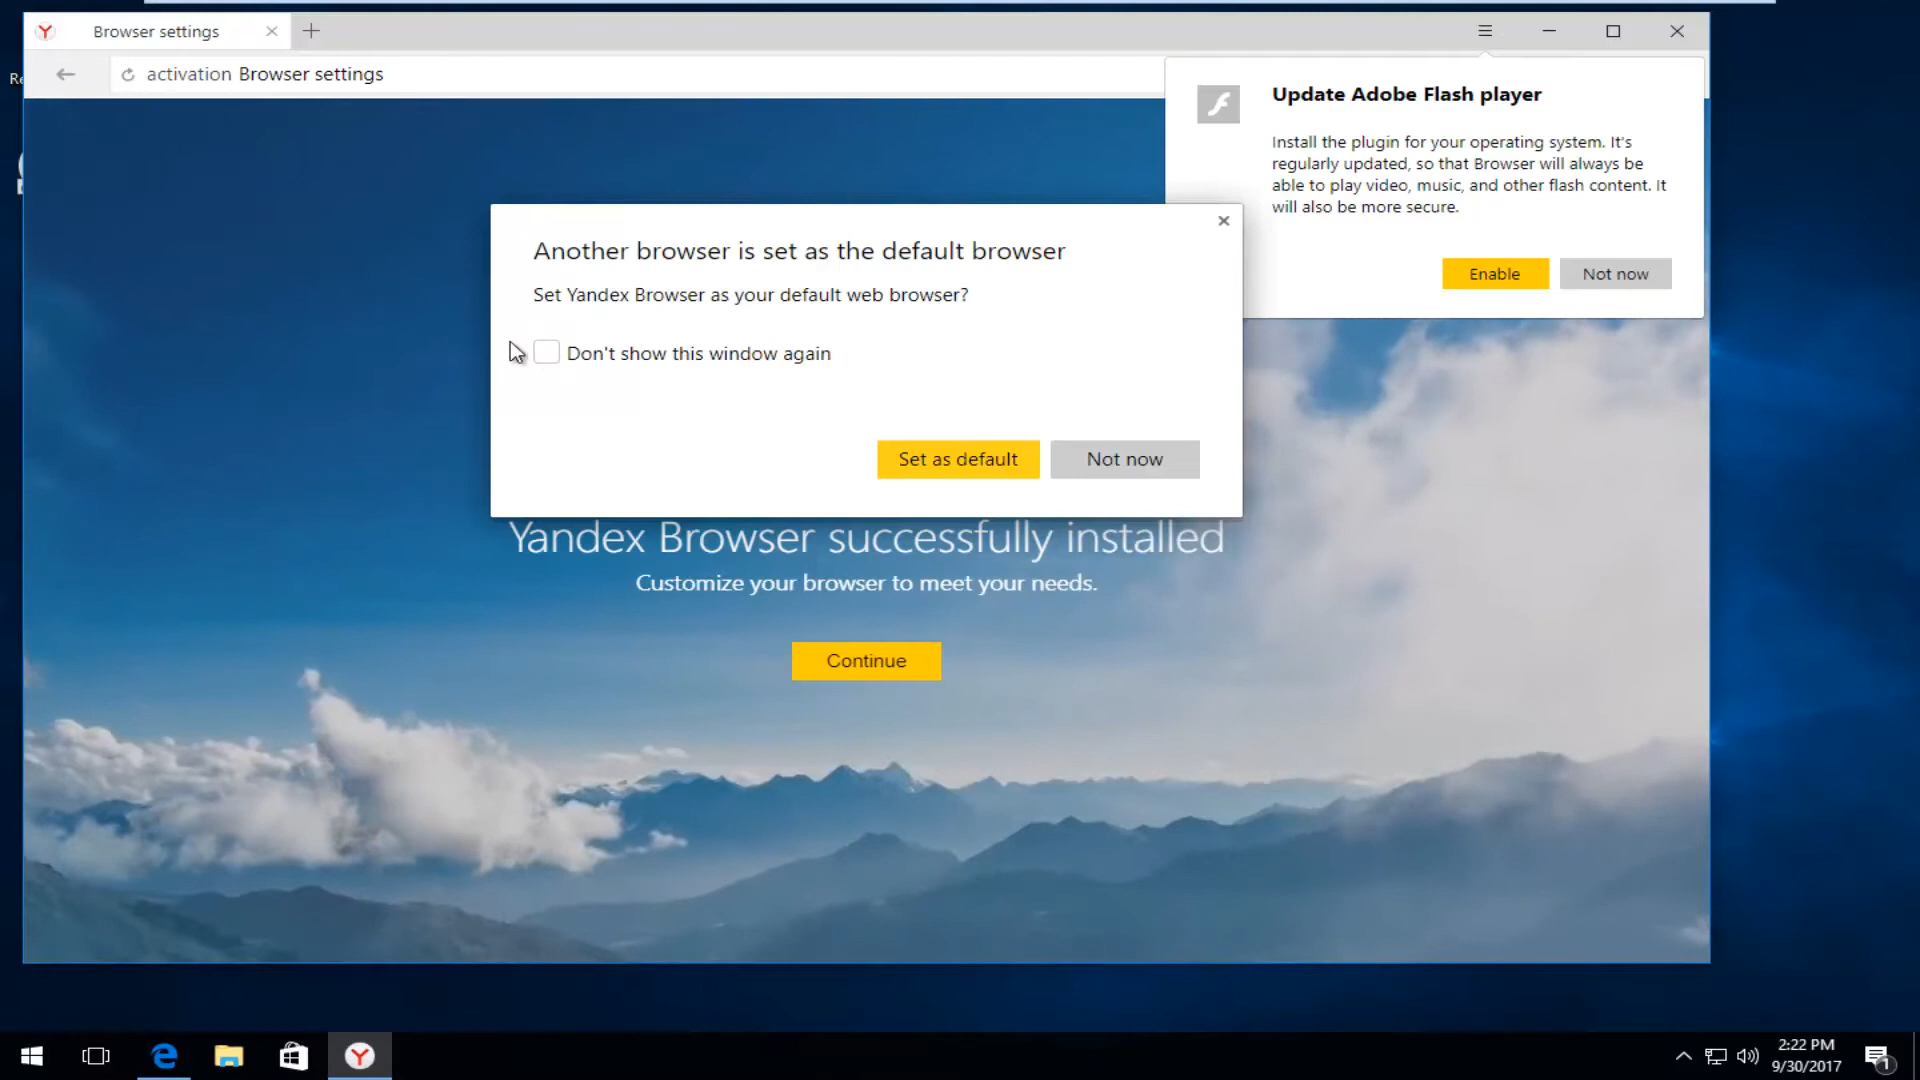 Browser settings
activation Browser settings
Update Adobe Flash player
Install the plugin for your operating system. It's
regularly updated, so that Browser will always be
able to play video, music, and other flash content. It
will also be more secure.
Enable
Not now
Another browser is set as the default browser
Set Yandex Browser as your default web browser?
Don't show this window again
Set as default
Not now
Yandex Browser successfully installed
Customize your browser to meet your needs.
Continue
2:22 PM
9/30/2017
1